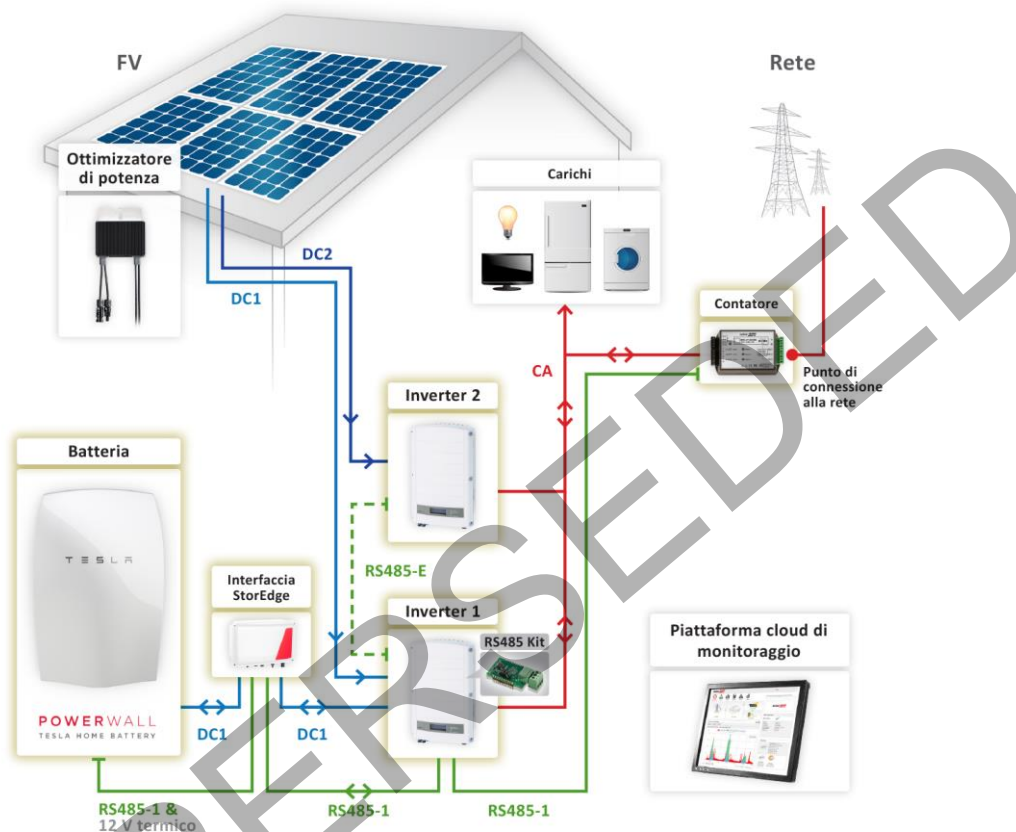 FV
Rete
Ottimizzatore
di potenza
Carichi
DC2
DC1
Contatore
CA
Punto di
connessione
alla rete
Inverter 2
Batteria
TESLA
RS485-E
Interfaccia
StorEdge
Inverter 1
RS485 Kit
Piattaforma cloud di
monitoraggio
POWERWALL
TESLA HOME BATTERY
DC1
DC1
RS485-1 &
12 V termico
RS485-1
RS485-1
PERSEDED